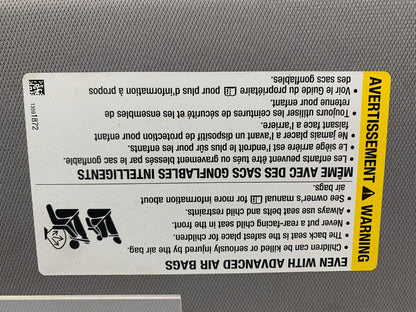 AVERTISSEMENT WARNING
EVEN WITH ADVANCED AIR BAGS
• Children can be killed or seriously injured by the air bag.
• The back seat is the safest place for children.
• Never put a rear-facing child seat in the front.
• Always use seat belts and child restraints.
• See owner's manual for more information about
air bags.
MÊME AVEC DES SACS GONFLABLES INTELLIGENTS
• Les enfants peuvent être tués ou gravement blessés par le sac gonflable.
• Le siège arrière est l'endroit le plus sûr pour les enfants.
• Ne jamais placer à l'avant un dispositif de protection pour enfant
faisant face à l'arrière.
• Toujours utiliser les ceintures de sécurité et les ensembles de
retenue pour enfant.
• Voir le Guide du propriétaire pour plus d'information à propos
des sacs gonflables.